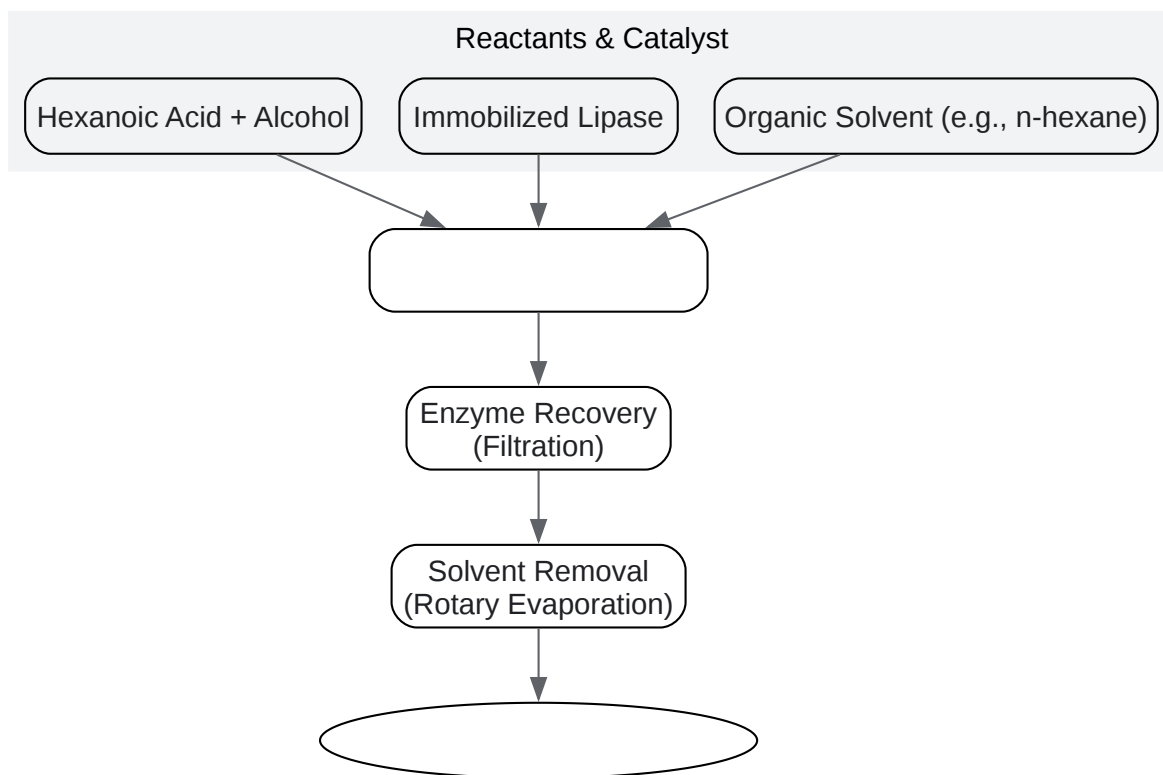 Reactants & Catalyst
Hexanoic Acid + Alcohol
Immobilized Lipase
Organic Solvent (e.g., n-hexane)
Enzyme Recovery
(Filtration)
Solvent Removal
(Rotary Evaporation)